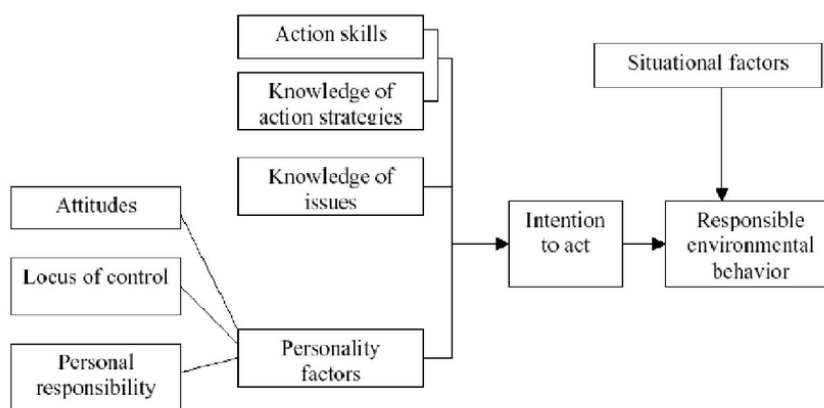 Action skills
Situational factors
Knowledge of
action strategies
Knowledge of
issues
Attitudes
Intention
to act
Responsible
environmental
behavior
Locus of control
Personality
factors
Personal
responsibility